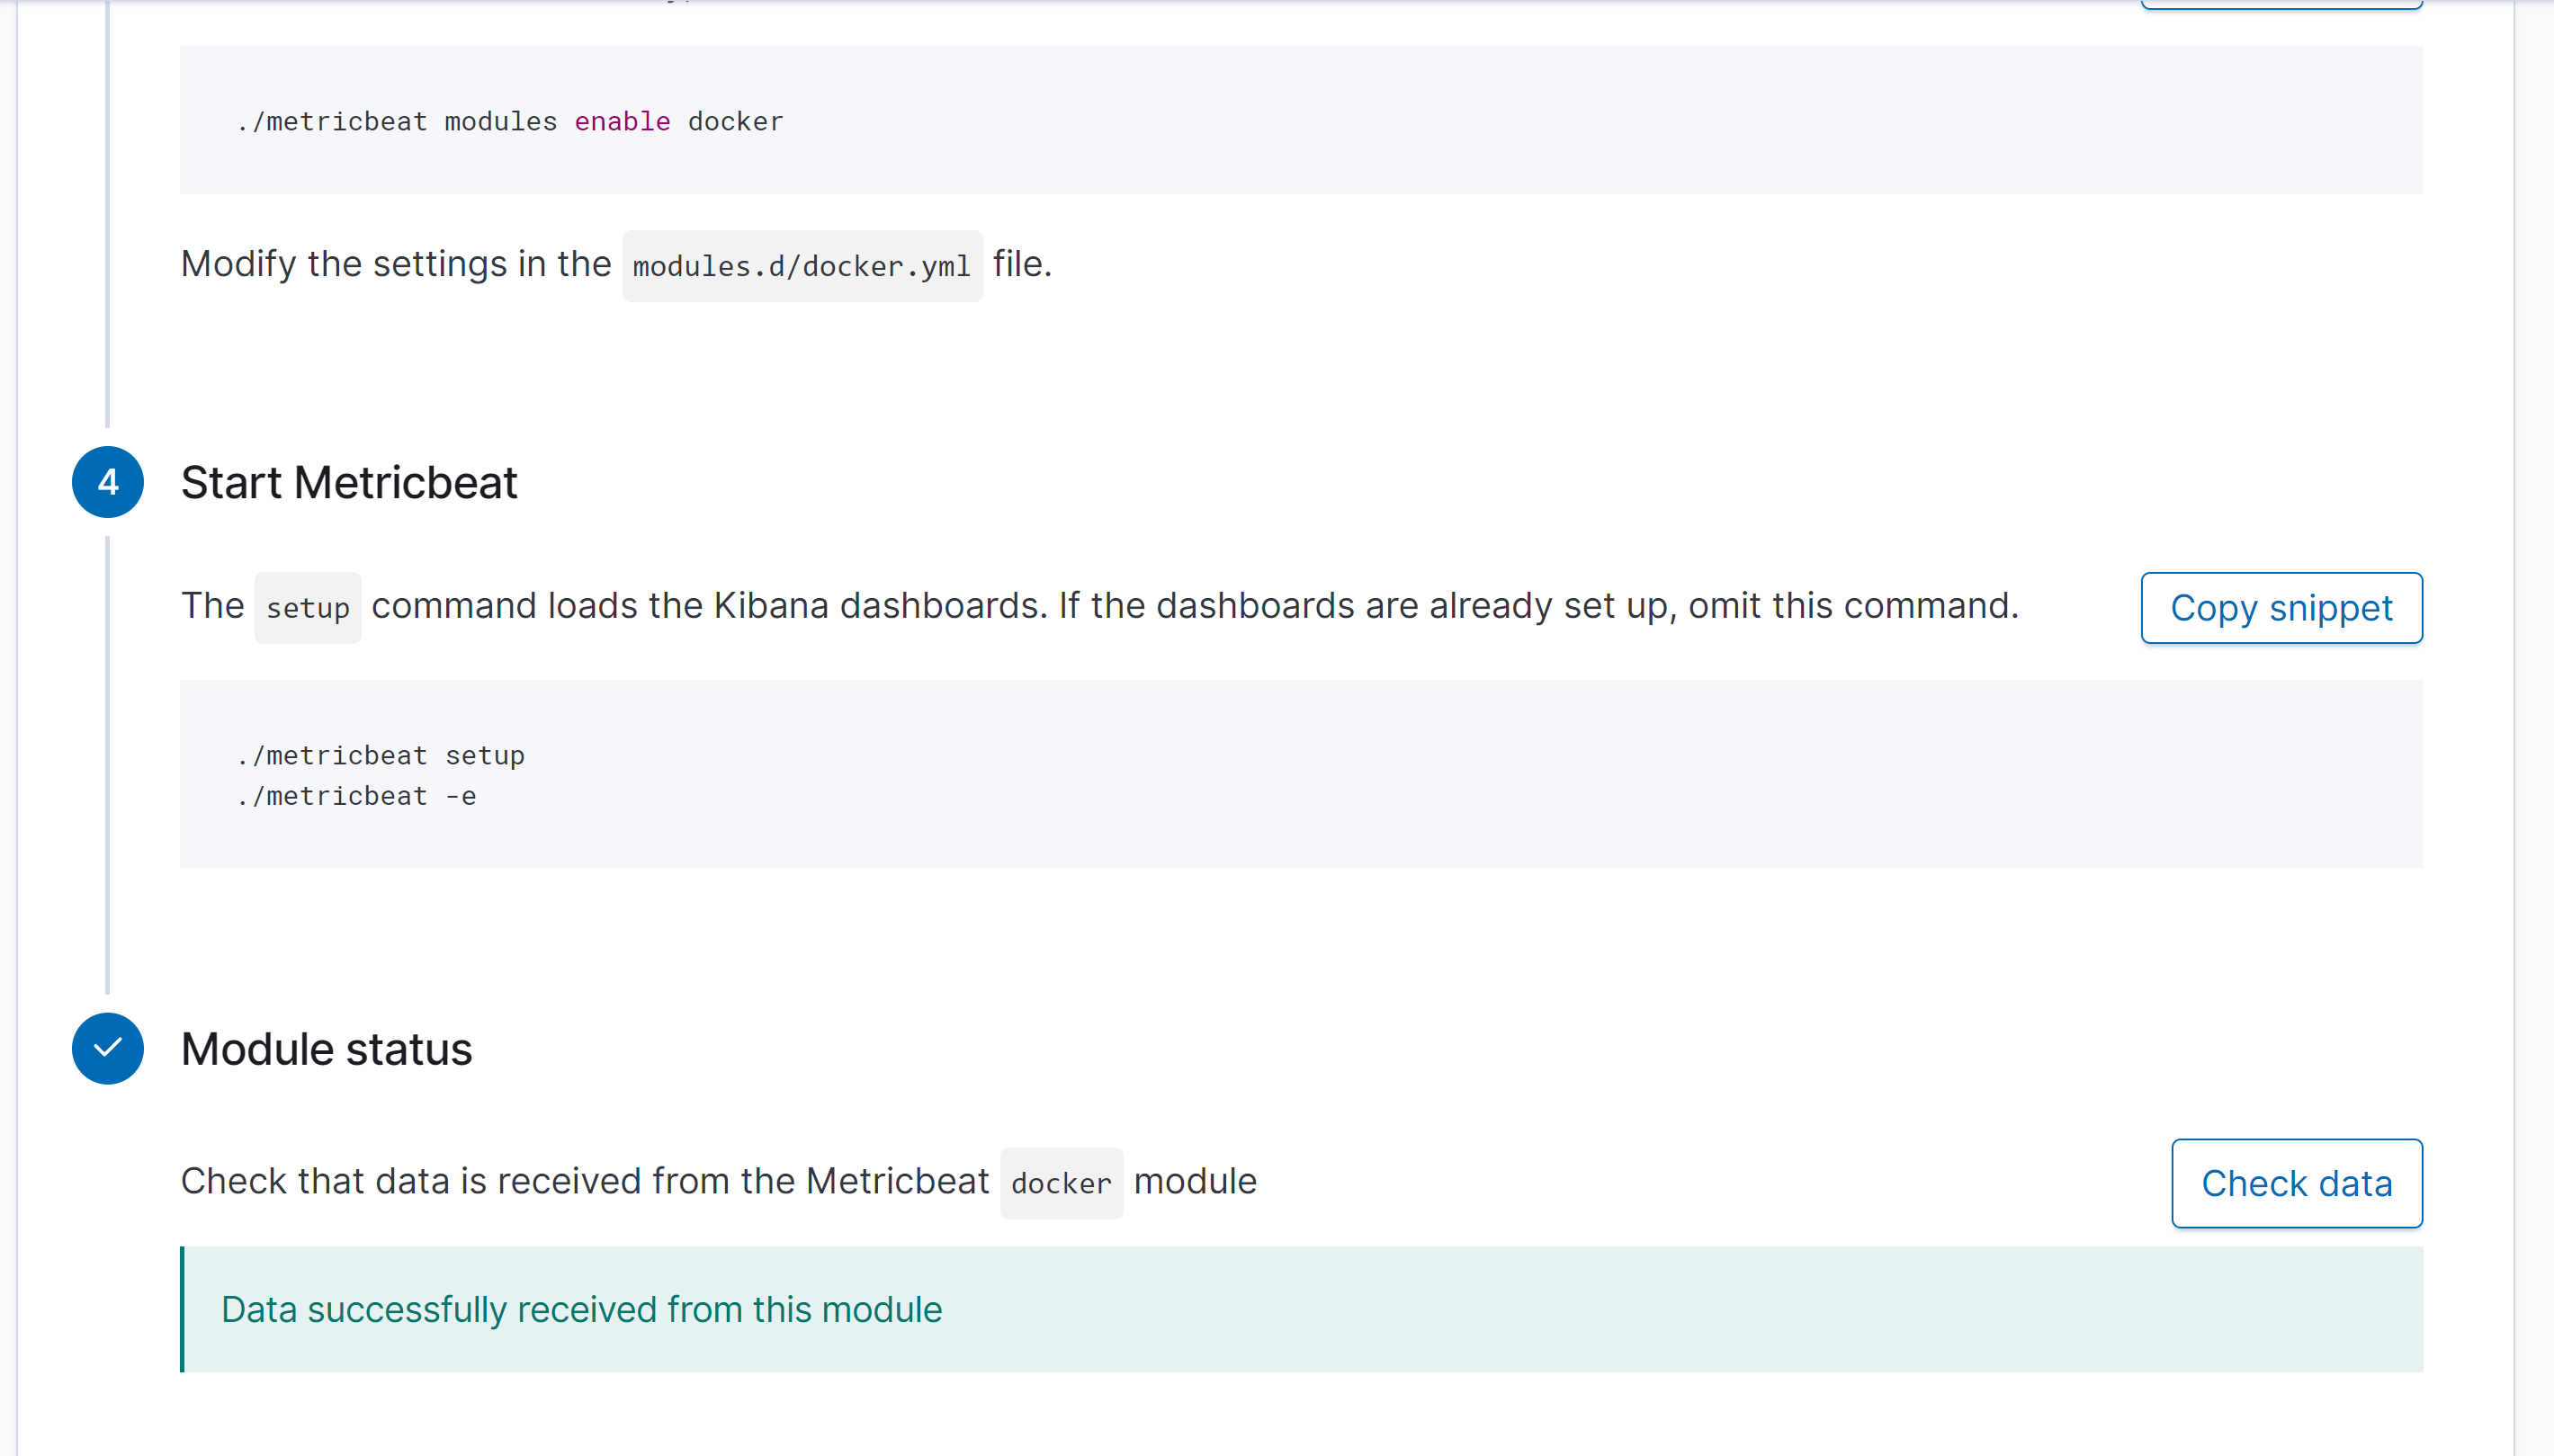 ./metricbeat modules enable docker
Modify the settings in the modules.d/docker.yml file.
4 Start Metricbeat
The setup command loads the Kibana dashboards. If the dashboards are already set up, omit this command.
Copy snippet
./metricbeat setup
./metricbeat -e
Module status
Check that data is received from the Metricbeat docker module
Check data
Data successfully received from this module